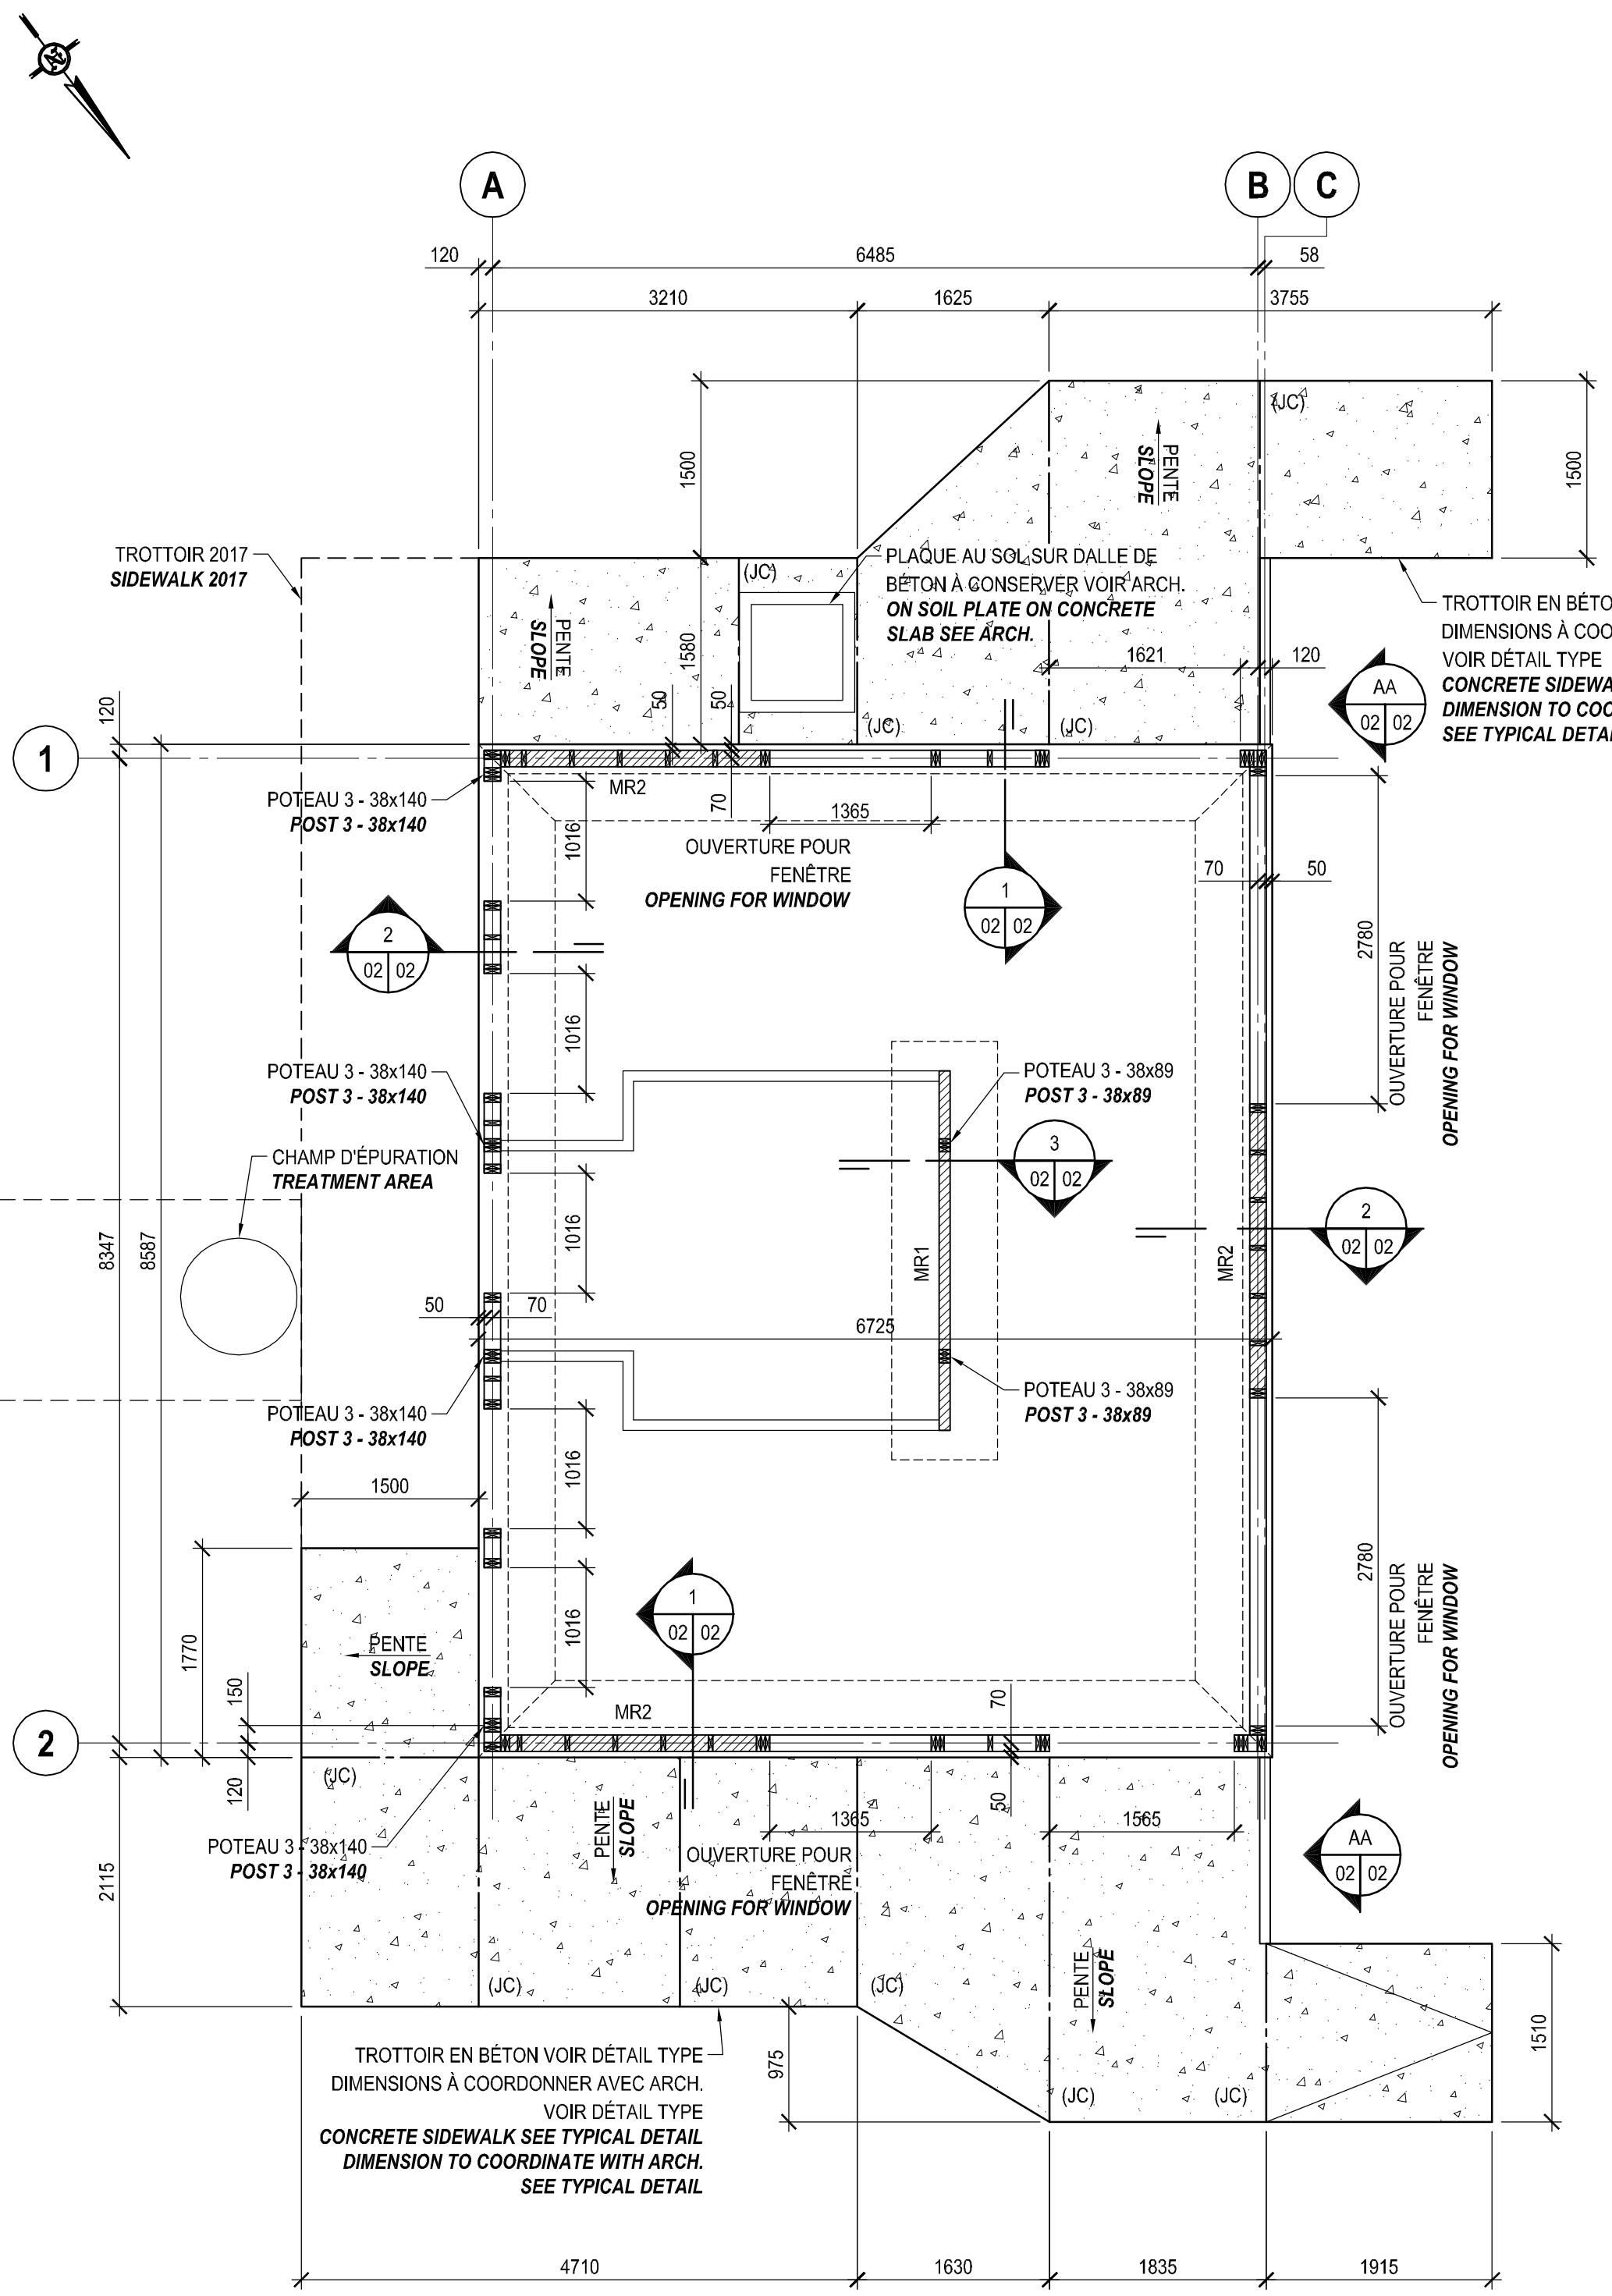 A
B
C
120
6485
58
3210
1625
3755
(JC)
1500
1500
PENTE
SLOPE
TROTTOIR 2017
SIDEWALK 2017
(JC)
PLAQUE AU SOL SUR DALLE DE
BÉTON À CONSERVER VOIR ARCH.
ON SOIL PLATE ON CONCRETE
SLAB SEE ARCH.
TROTTOIR EN BÉTO
DIMENSIONS À COO
VOIR DÉTAIL TYPE
CONCRETE SIDEWA
DIMENSION TO COO
SEE TYPICAL DETAI
PENTE
SLOPE
1580
1621
120
AA
02 02
120
50
50
(JC)
(JC)
1
POTEAU 3 - 38x140
POST 3 - 38x140
MR2
70
1365
1016
OUVERTURE POUR
FENÊTRE
OPENING FOR WINDOW
70
50
1
02 02
2
02 02
2780
OUVERTURE POUR
FENÊTRE
OPENING FOR WINDOW
1016
POTEAU 3 - 38x140
POST 3 - 38x140
POTEAU 3 - 38x89
POST 3 - 38x89
3
02 02
CHAMP D'ÉPURATION
TREATMENT AREA
8347
8587
1016
MR1
MR2
2
02 02
50
70
6725
POTEAU 3 - 38x140
POST 3 - 38x140
POTEAU 3 - 38x89
POST 3 - 38x89
1500
1016
2780
OUVERTURE POUR
FENÊTRE
OPENING FOR WINDOW
1
02 02
1016
1770
PENTE
SLOPE
150
MR2
70
2
120
(JC)
50
PENTE
SLOPE
1365
1565
POTEAU 3 - 38x140
POST 3 - 38x140
OUVERTURE POUR
FENÊTRE
OPENING FOR WINDOW
AA
02 02
2115
(JC)
(JC)
(JC)
PENTE
SLOPE
TROTTOIR EN BÉTON VOIR DÉTAIL TYPE
DIMENSIONS À COORDONNER AVEC ARCH.
VOIR DÉTAIL TYPE
CONCRETE SIDEWALK SEE TYPICAL DETAIL
DIMENSION TO COORDINATE WITH ARCH.
SEE TYPICAL DETAIL
975
(JC)
(JC)
1510
4710
1630
1835
1915